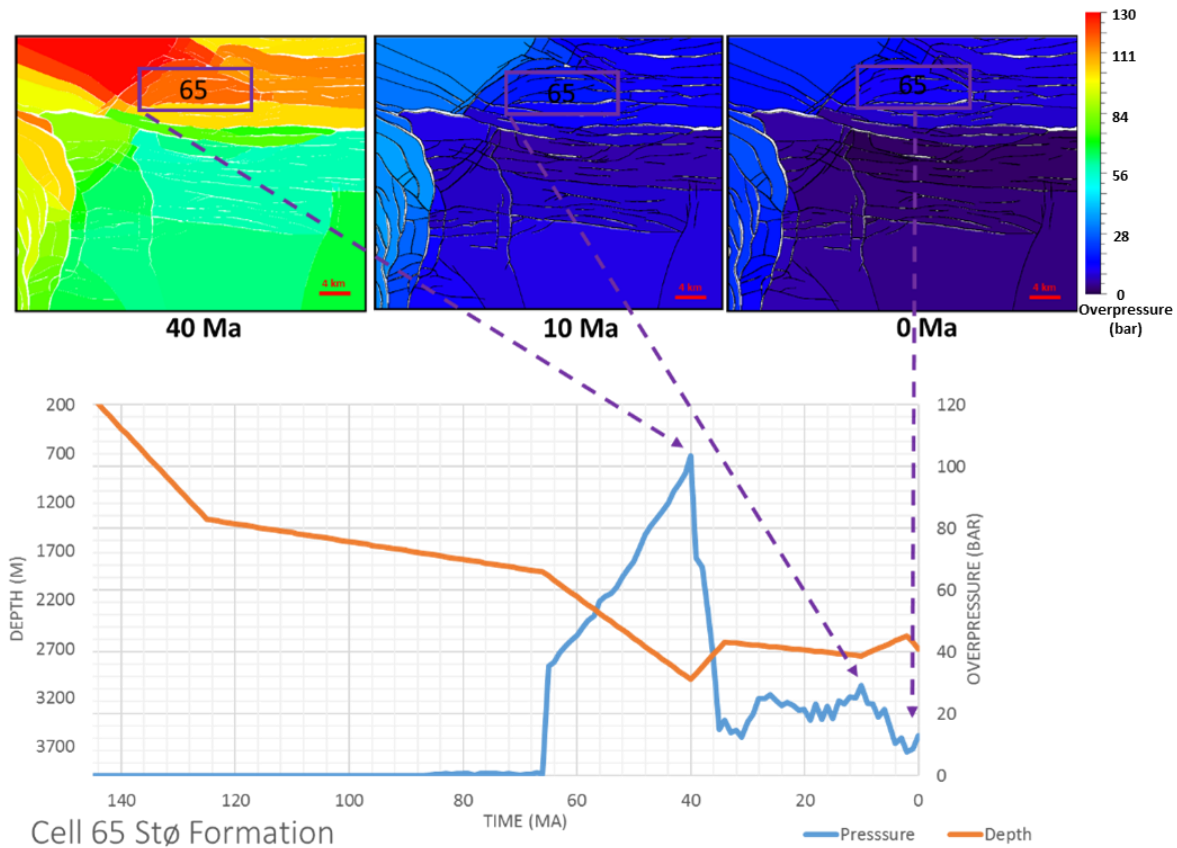 130
111
84
56
28
0
Overpressure
(bar)
65
65
65
4 km
4 km
4 km
40 Ma
10 Ma
0 Ma
200
700
1200
1700
2200
2700
3200
3700
DEPTH (M)
120
100
80
60
40
20
0
OVERPRESSURE (BAR)
140
120
100
80
60
40
20
0
TIME (MA)
Cell 65 Stø Formation
Presssure
Depth